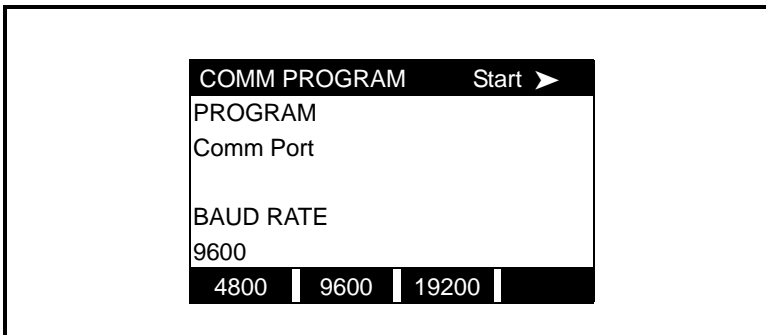 COMM PROGRAM Start ➤
PROGRAM
Comm Port
BAUD RATE
9600
4800 9600 19200